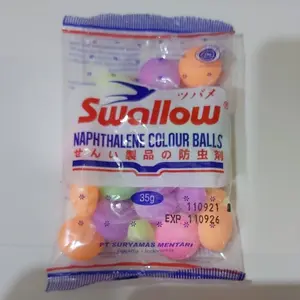 ツバメ
Swallow®
NAPHTHALENE COLOUR BALLS
せんい製品の防虫剤
35g
110921
EXP 110926
PT SURYAMAS MENTARI